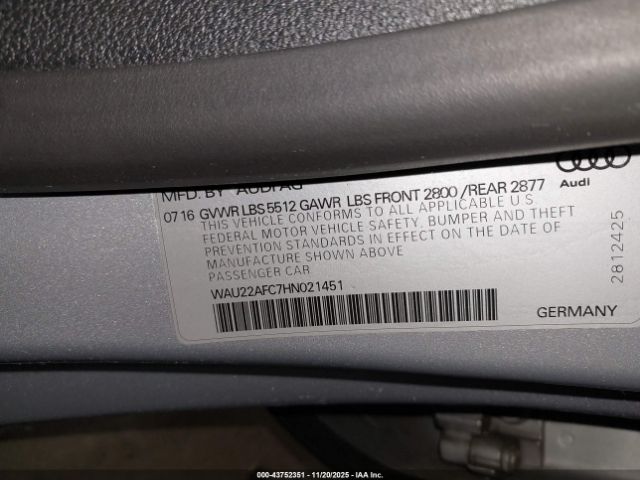 MFD. BY AUDI AG
07 16 GVWR LBS 5512 GAWR LBS FRONT 2800 /REAR 2877
THIS VEHICLE CONFORMS TO ALL APPLICABLE U.S.
FEDERAL MOTOR VEHICLE SAFETY, BUMPER AND THEFT
PREVENTION STANDARDS IN EFFECT ON THE DATE OF
MANUFACTURE SHOWN ABOVE
PASSENGER CAR
WAU22AFC7HN021451
Audi
2812425
GERMANY
000-43752351 | 11/20/2025 | IAA Inc.